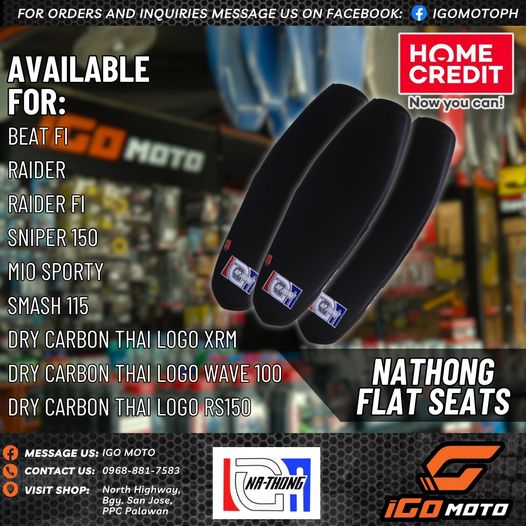 FOR ORDERS AND INQUIRIES MESSAGE US ON FACEBOOK: IGOMOTOPH
HOME
CREDIT
Now you can!
AVAILABLE
FOR:
BEAT FI
RAIDER
RAIDER FI
SNIPER 150
MIO SPORTY
SMASH 115
DRY CARBON THAI LOGO XRM
DRY CARBON THAI LOGO WAVE 100
DRY CARBON THAI LOGO RS150
iGO MOTO
NATHONG
FLAT SEATS
MESSAGE US: IGO MOTO
CONTACT US: 0968-881-7583
VISIT SHOP: North Highway,
Bgy. San Jose,
PPC Palawan
NA-THONG
iGO MOTO